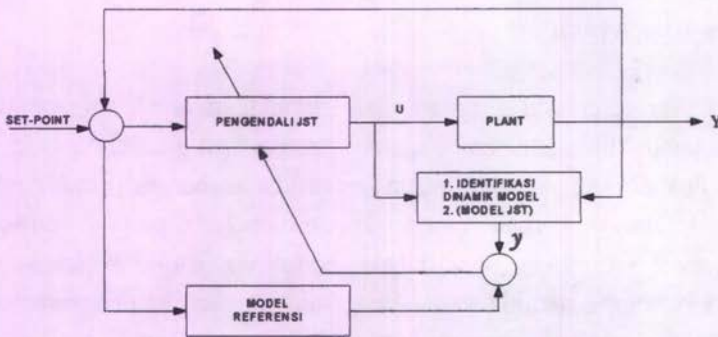 SET-POINT
PENGENDALI JST
U
PLANT
Y
1. IDENTIFIKASI
DINAMIK MODEL
2. (MODEL JST)
y
MODEL
REFERENSI